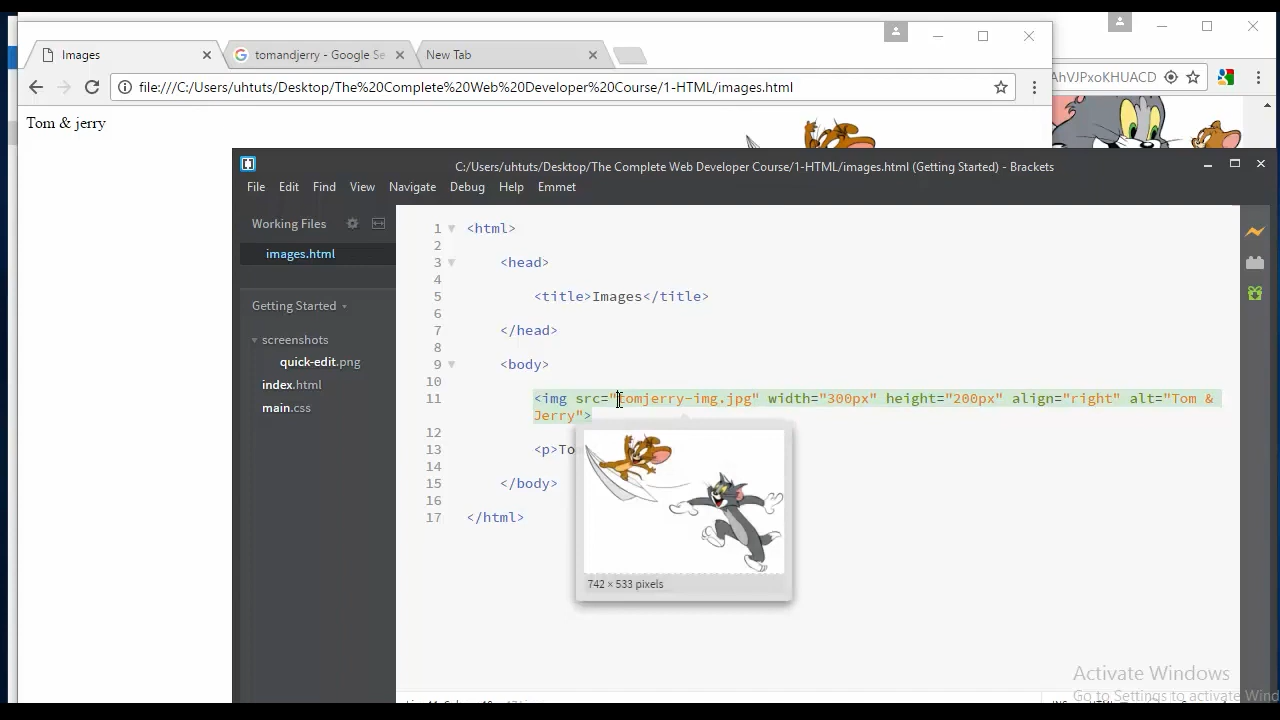 Images
tomandjerry - Google Se
New Tab
file:///C:/Users/uhtuts/Desktop/The%20Complete%20Web%20Developer%20Course/1-HTML/images.html
AhVJPxoKHUACD
Tom & jerry
C:/Users/uhtuts/Desktop/The Complete Web Developer Course/1-HTML/images.html (Getting Started) - Brackets
File Edit Find View Navigate Debug Help Emmet
Working Files
images.html
Getting Started
screenshots
quick-edit.png
index.html
main.css
1 <html>
2
3 <head>
4
5 <title>Images</title>
6
7 </head>
8
9 <body>
10
11 <img src="tomjerry-img.jpg" width="300px" height="200px" align="right" alt="Tom &
Jerry">
12
13 <p>To
14
15 </body>
16
17 </html>
742 × 533 pixels
Activate Windows
Go to Settings to activate Wind